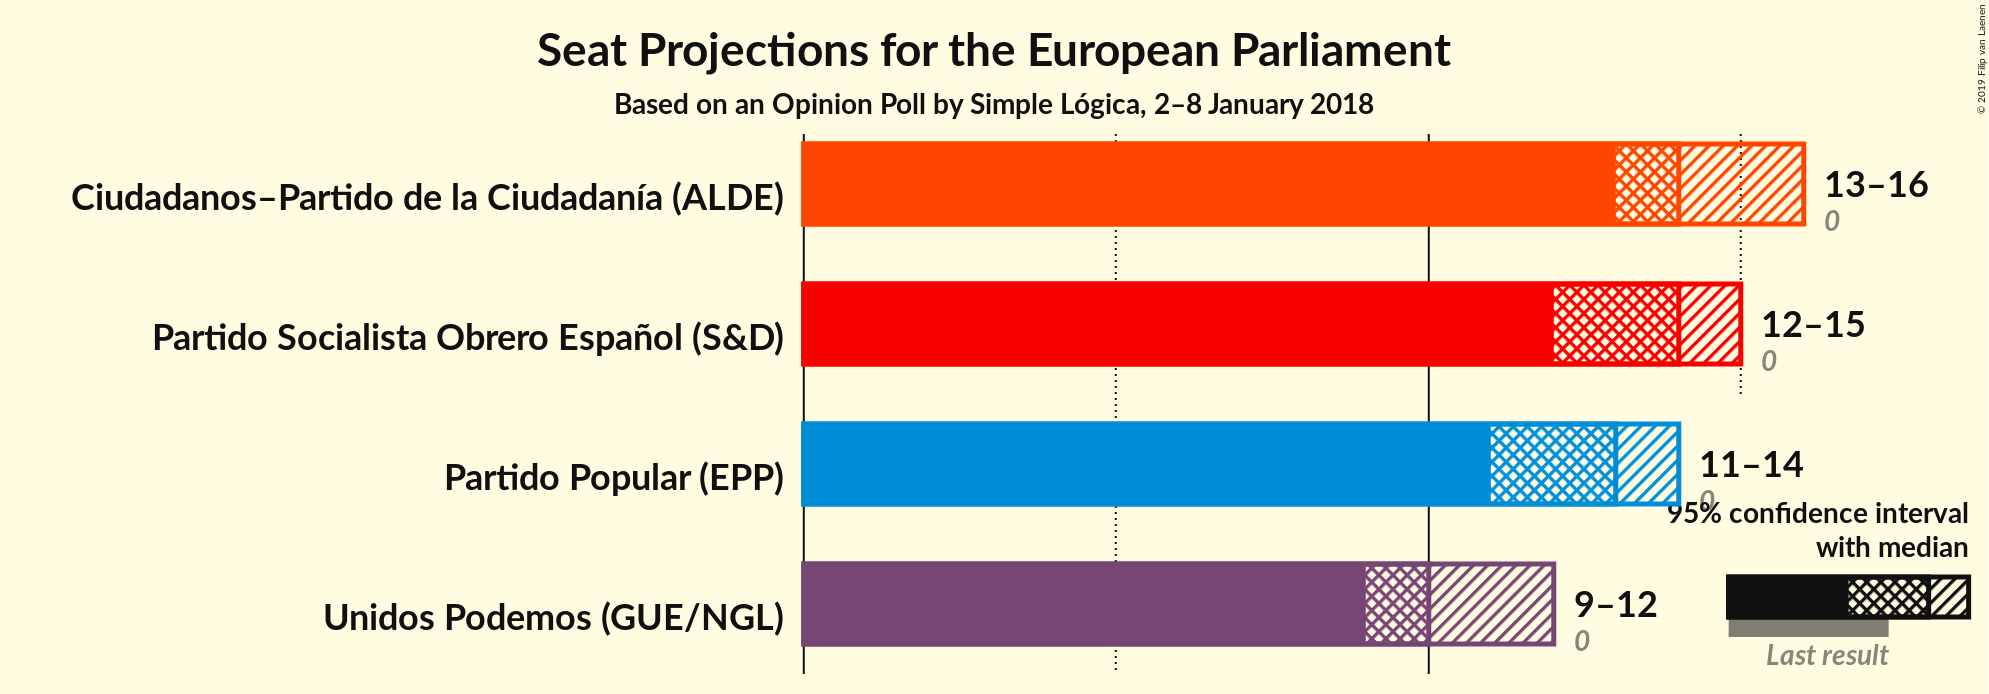 Seat Projections for the European Parliament
Based on an Opinion Poll by Simple Lógica, 2–8 January 2018
© 2019 Filip van Laenen
Ciudadanos–Partido de la Ciudadanía (ALDE)
13–16
0
Partido Socialista Obrero Español (S&D)
12–15
0
Partido Popular (EPP)
11–14
0
95% confidence interval
with median
Unidos Podemos (GUE/NGL)
9–12
0
Last result